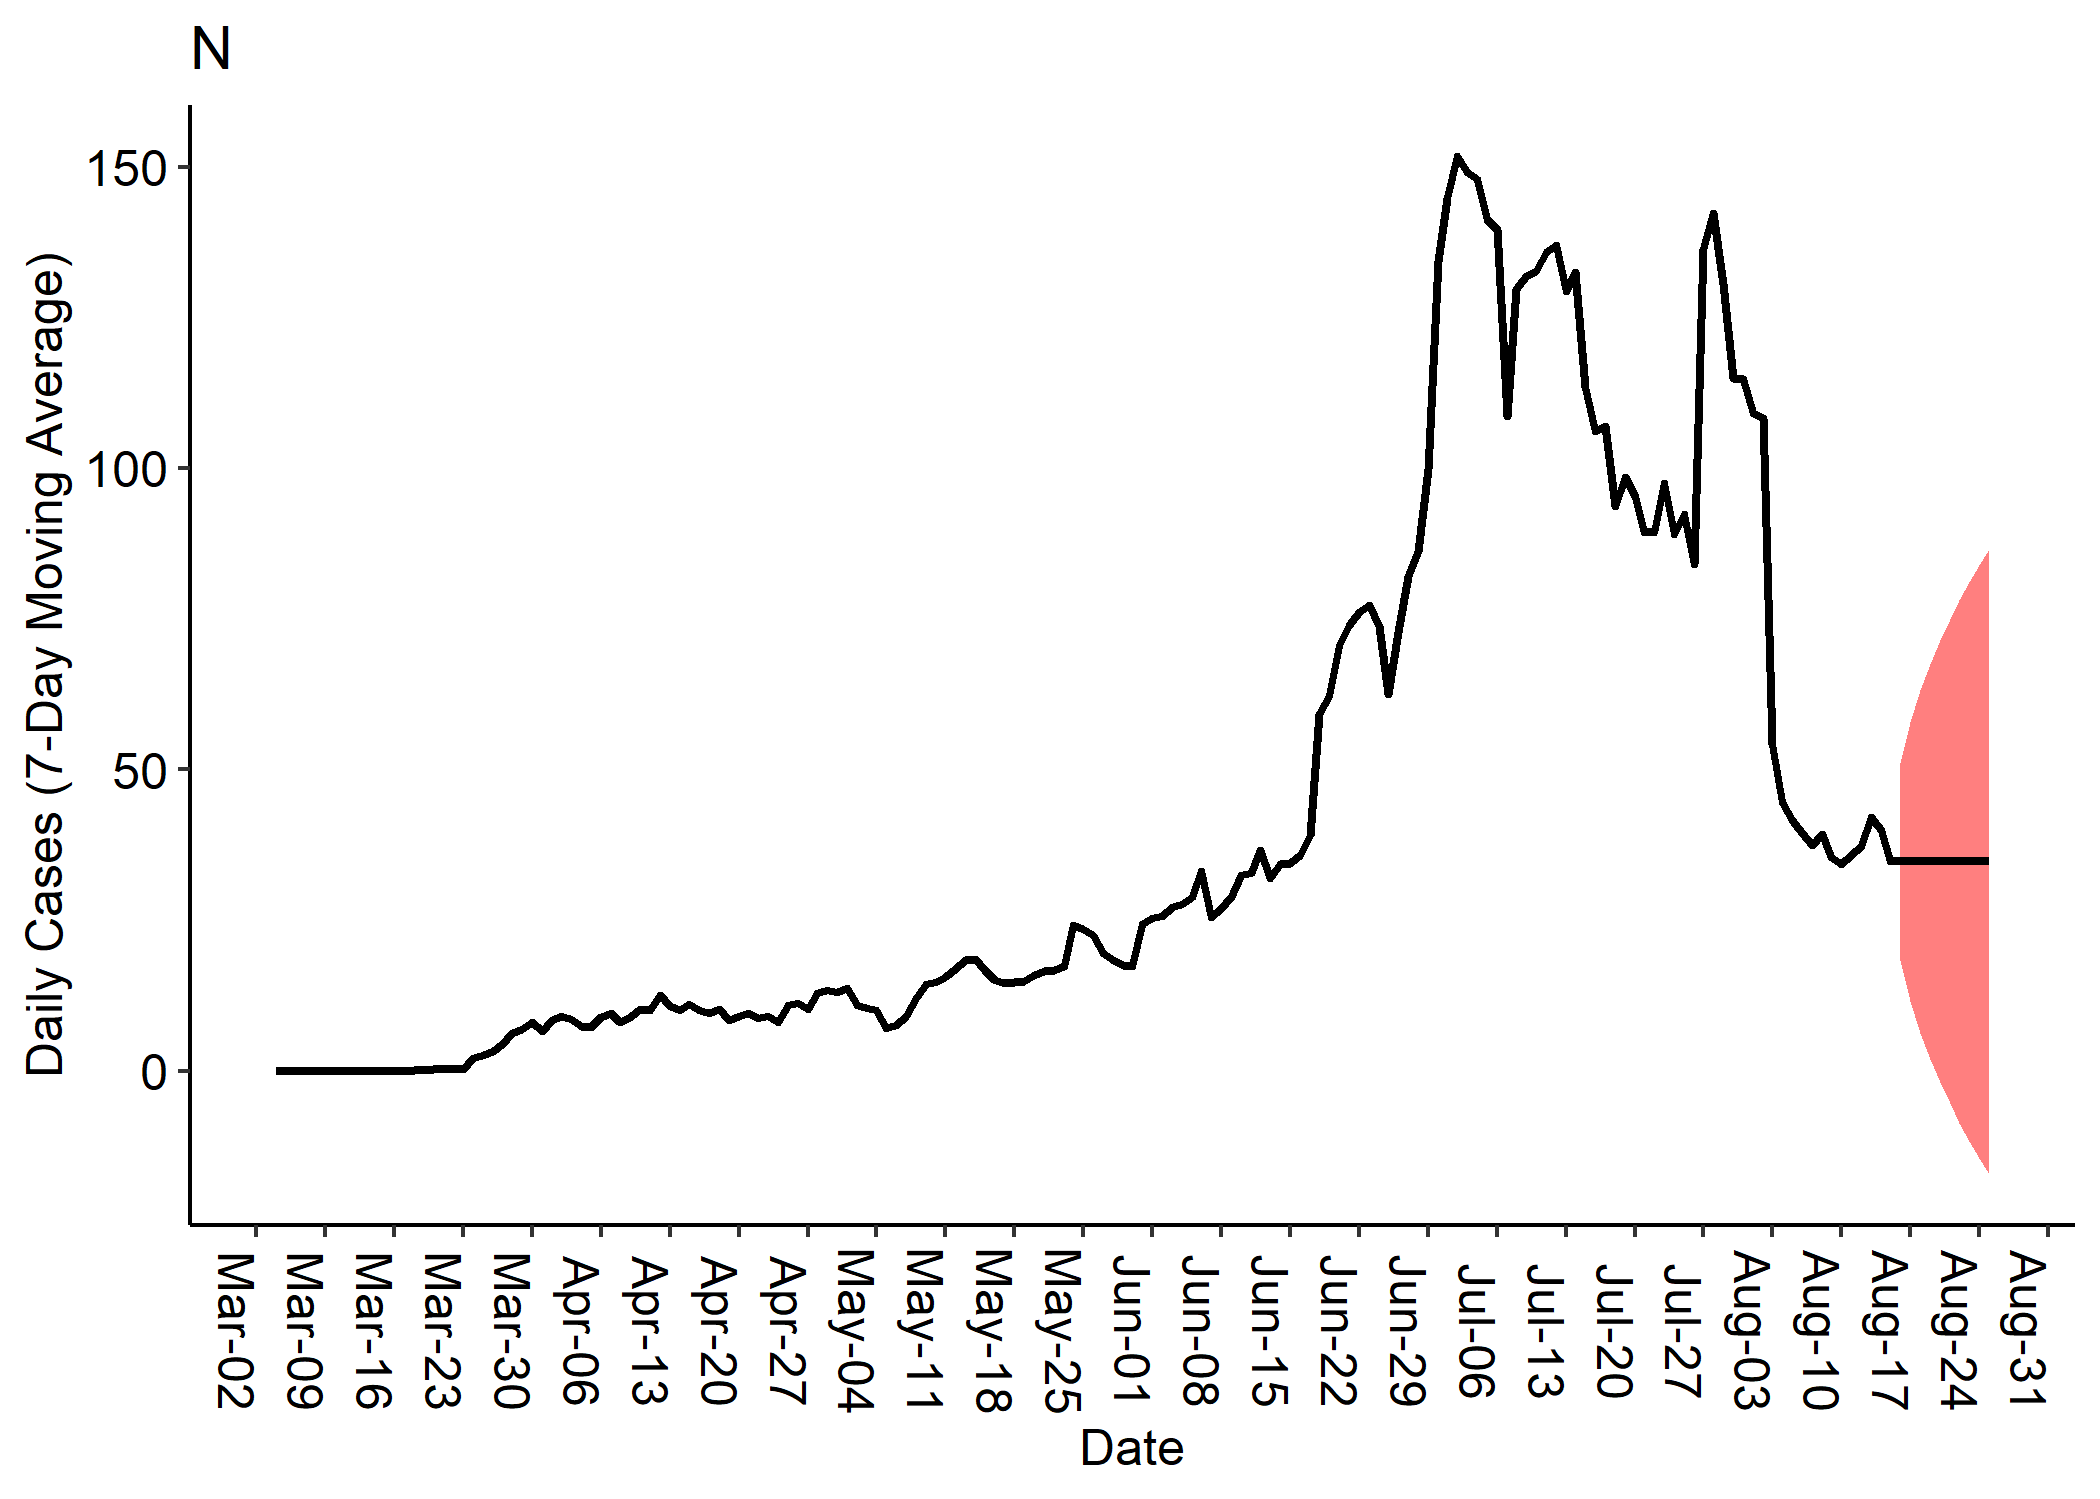 N
Daily Cases (7-Day Moving Average)
150
100
50
0
Mar-02
Mar-09
Mar-16
Mar-23
Mar-30
Apr-06
Apr-13
Apr-20
Apr-27
May-04
May-11
May-18
May-25
Jun-01
Jun-08
Jun-15
Jun-22
Jun-29
Jul-06
Jul-13
Jul-20
Jul-27
Aug-03
Aug-10
Aug-17
Aug-24
Aug-31
Date